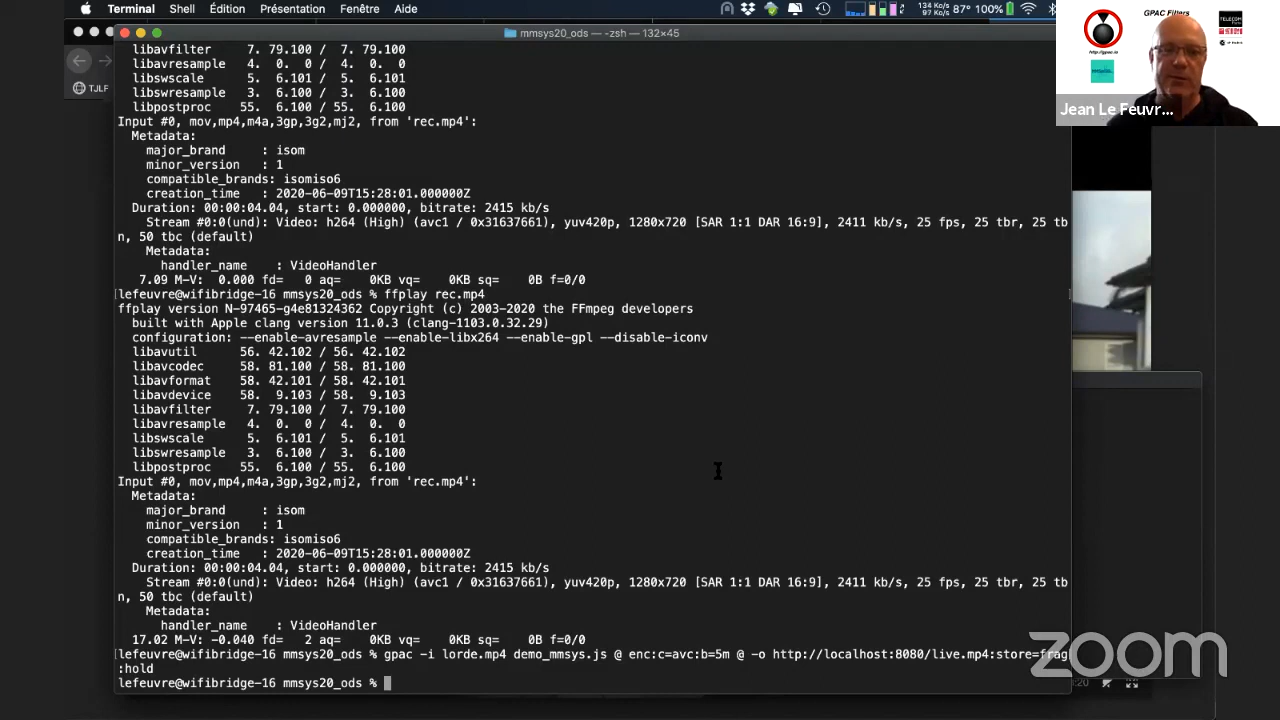 Terminal Shell Édition Présentation Fenêtre Aide
134 Ko/s
97 Ko/s
87° 100%
mmsys20_ods — -zsh — 132×45
TJLF
libavfilter 7. 79.100 / 7. 79.100
libavresample 4. 0. 0 / 4. 0. 0
libswscale 5. 6.101 / 5. 6.101
libswresample 3. 6.100 / 3. 6.100
libpostproc 55. 6.100 / 55. 6.100
Input #0, mov,mp4,m4a,3gp,3g2,mj2, from 'rec.mp4':
Metadata:
major_brand : isom
minor_version : 1
compatible_brands: isomiso6
creation_time : 2020-06-09T15:28:01.000000Z
Duration: 00:00:04.04, start: 0.000000, bitrate: 2415 kb/s
Stream #0:0(und): Video: h264 (High) (avc1 / 0x31637661), yuv420p, 1280x720 [SAR 1:1 DAR 16:9], 2411 kb/s, 25 fps, 25 tbr, 25 tb
n, 50 tbc (default)
Metadata:
handler_name : VideoHandler
7.09 M-V: 0.000 fd= 0 aq= 0KB vq= 0KB sq= 0B f=0/0
lefeuvre@wifibridge-16 mmsys20_ods % ffplay rec.mp4
ffplay version N-97465-g4e81324362 Copyright (c) 2003-2020 the FFmpeg developers
built with Apple clang version 11.0.3 (clang-1103.0.32.29)
configuration: --enable-avresample --enable-libx264 --enable-gpl --disable-iconv
libavutil 56. 42.102 / 56. 42.102
libavcodec 58. 81.100 / 58. 81.100
libavformat 58. 42.101 / 58. 42.101
libavdevice 58. 9.103 / 58. 9.103
libavfilter 7. 79.100 / 7. 79.100
libavresample 4. 0. 0 / 4. 0. 0
libswscale 5. 6.101 / 5. 6.101
libswresample 3. 6.100 / 3. 6.100
libpostproc 55. 6.100 / 55. 6.100
Input #0, mov,mp4,m4a,3gp,3g2,mj2, from 'rec.mp4':
Metadata:
major_brand : isom
minor_version : 1
compatible_brands: isomiso6
creation_time : 2020-06-09T15:28:01.000000Z
Duration: 00:00:04.04, start: 0.000000, bitrate: 2415 kb/s
Stream #0:0(und): Video: h264 (High) (avc1 / 0x31637661), yuv420p, 1280x720 [SAR 1:1 DAR 16:9], 2411 kb/s, 25 fps, 25 tbr, 25 tb
n, 50 tbc (default)
Metadata:
handler_name : VideoHandler
17.02 M-V: -0.040 fd= 2 aq= 0KB vq= 0KB sq= 0B f=0/0
lefeuvre@wifibridge-16 mmsys20_ods % gpac -i lorde.mp4 demo_mmsys.js @ enc:c=avc:b=5m @ -o http://localhost:8080/live.mp4:store=frag
:hold
lefeuvre@wifibridge-16 mmsys20_ods %
GPAC Filters
http://gpac.io
TELECOM
Jean Le Feuvr...
zoom
:20